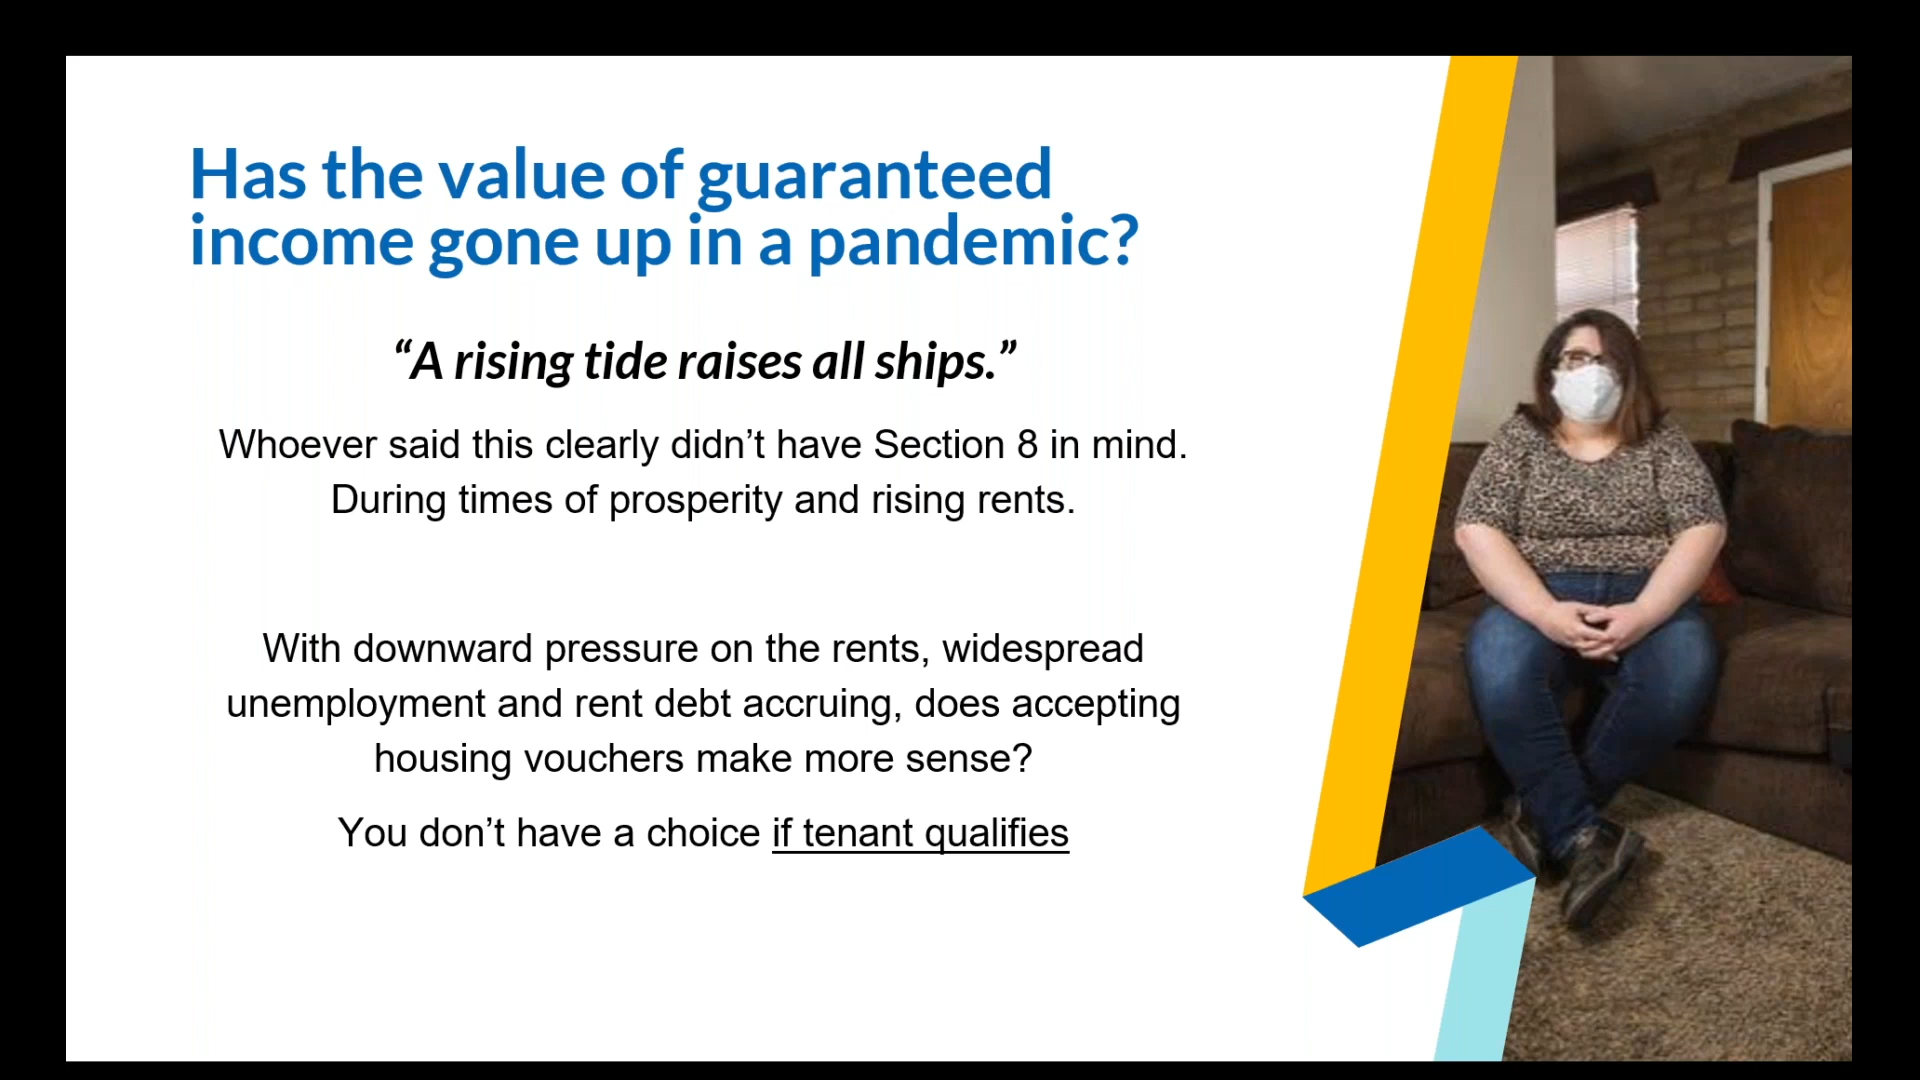 Has the value of guaranteed
income gone up in a pandemic?
“A rising tide raises all ships.”
Whoever said this clearly didn’t have Section 8 in mind.
During times of prosperity and rising rents.
With downward pressure on the rents, widespread
unemployment and rent debt accruing, does accepting
housing vouchers make more sense?
You don’t have a choice if tenant qualifies